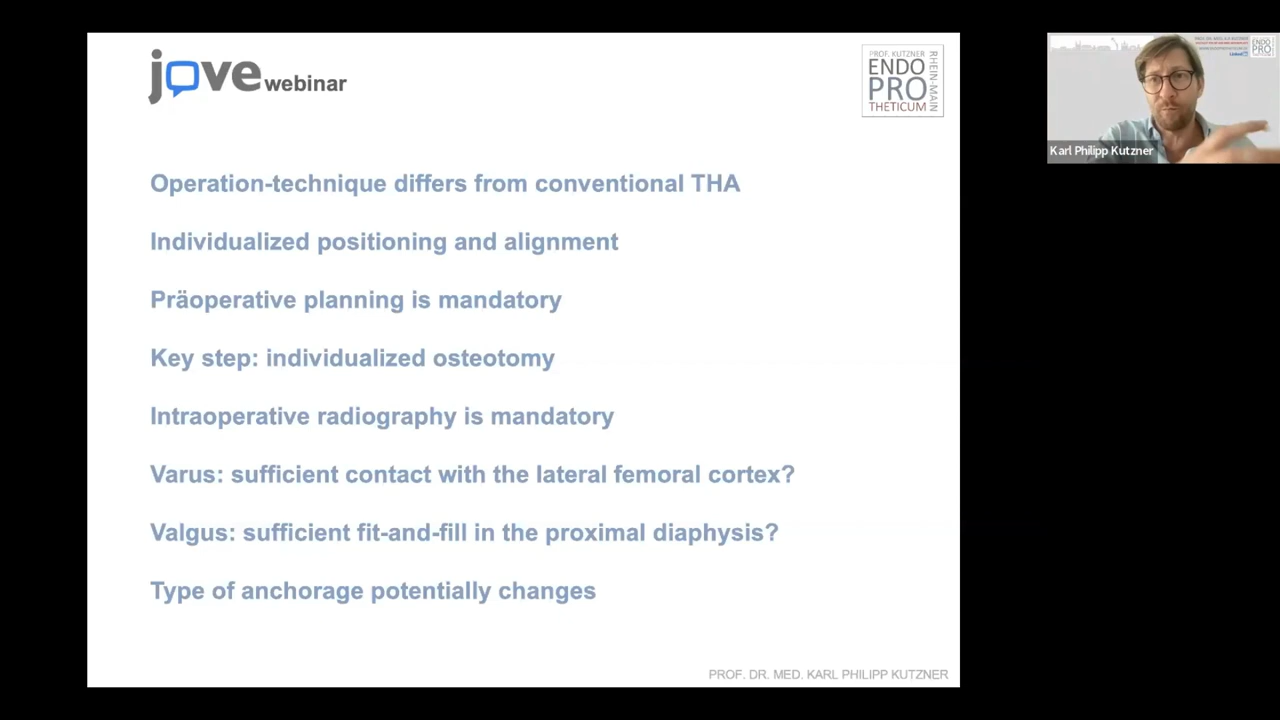 jove webinar
PROF. KUTZNER
ENDO
PRO
THETICUM
RHEIN-MAIN
Operation-technique differs from conventional THA
Individualized positioning and alignment
Präoperative planning is mandatory
Key step: individualized osteotomy
Intraoperative radiography is mandatory
Varus: sufficient contact with the lateral femoral cortex?
Valgus: sufficient fit-and-fill in the proximal diaphysis?
Type of anchorage potentially changes
PROF. DR. MED. KARL PHILIPP KUTZNER
ENDO
PRO
Karl Philipp Kutzner